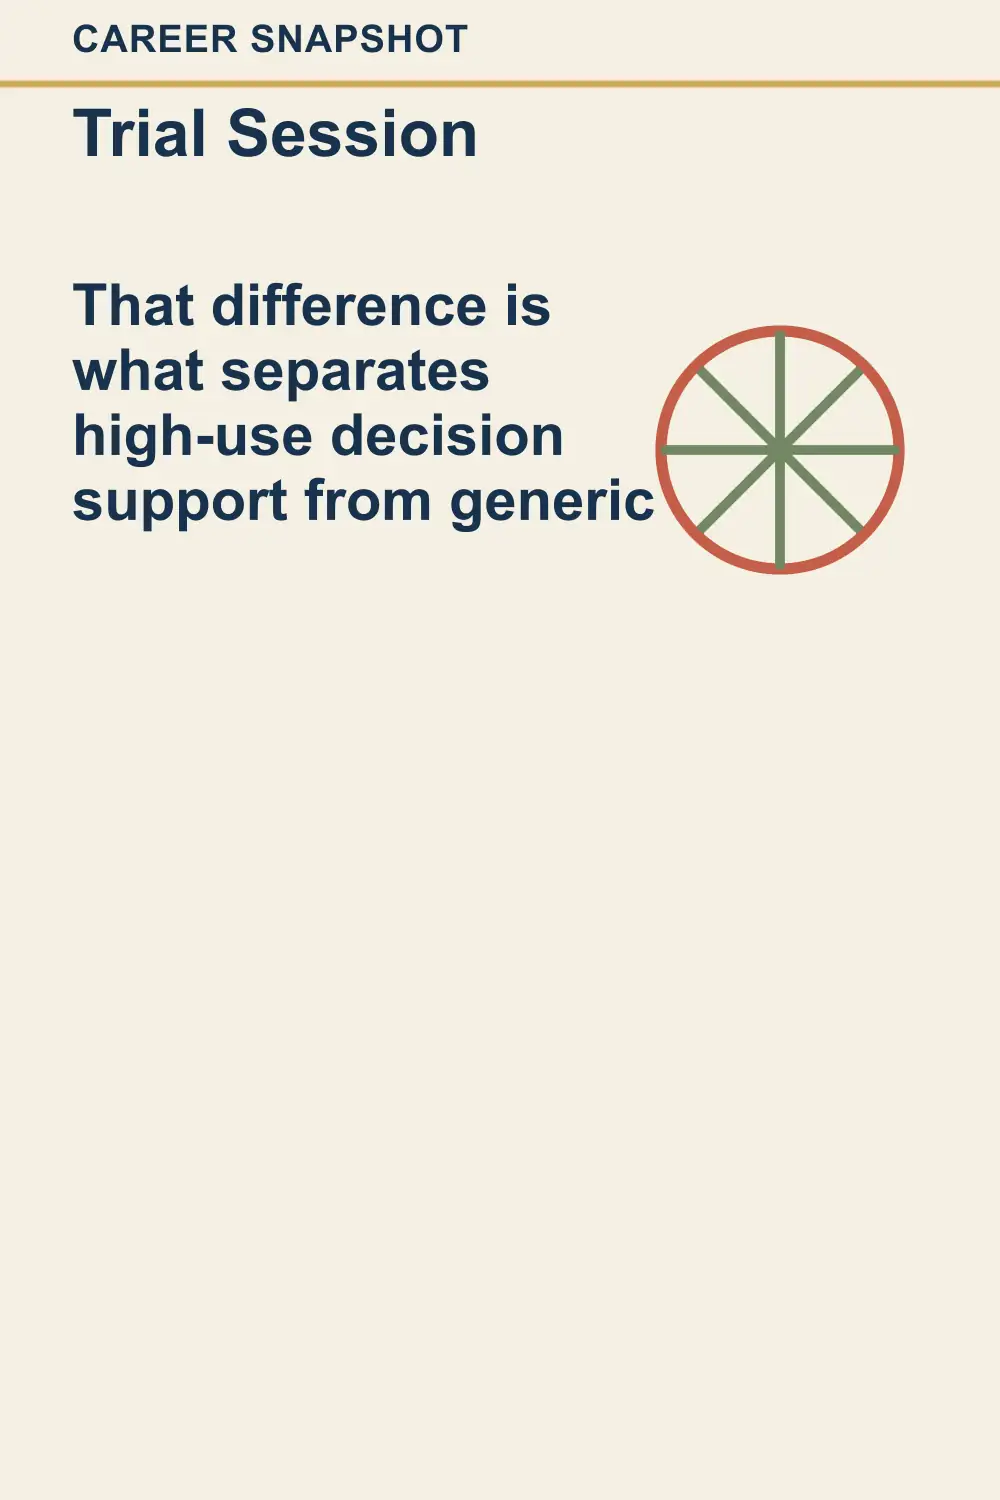 CAREER SNAPSHOT
Trial Session
That difference is
what separates
high-use decision
support from generic